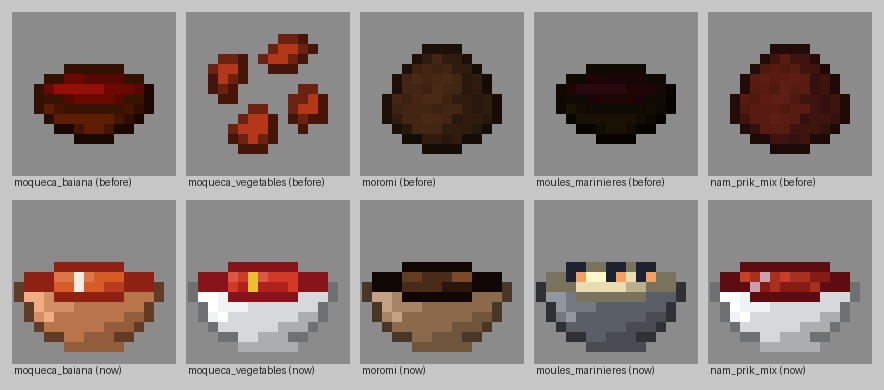 moqueca_baiana (before)
moqueca_vegetables (before)
moromi (before)
moules_marinieres (before)
nam_prik_mix (before)
moqueca_baiana (now)
moqueca_vegetables (now)
moromi (now)
moules_marinieres (now)
nam_prik_mix (now)